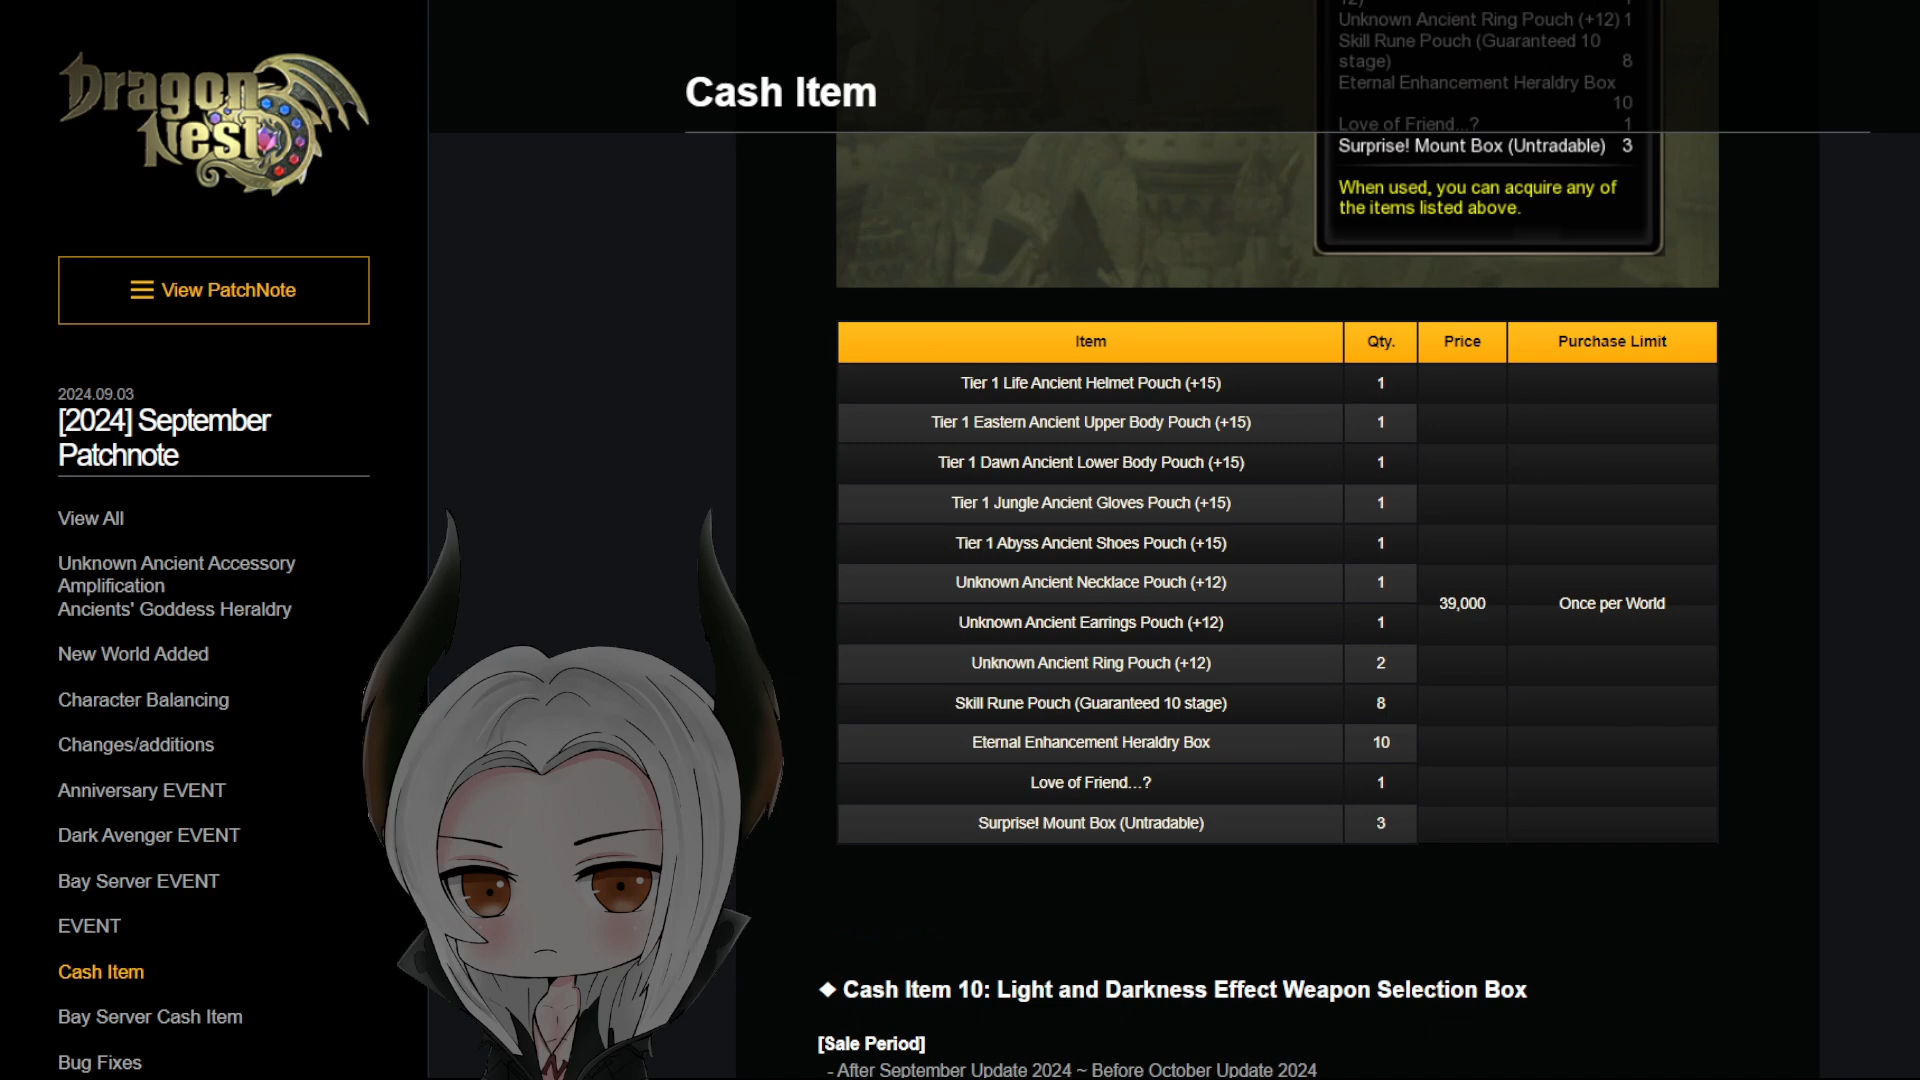 Dragon
Nest
View PatchNote
2024.09.03
[2024] September
Patchnote
View All
Unknown Ancient Accessory
Amplification
Ancients' Goddess Heraldry
New World Added
Character Balancing
Changes/additions
Anniversary EVENT
Dark Avenger EVENT
Bay Server EVENT
EVENT
Cash Item
Bay Server Cash Item
Bug Fixes
Cash Item
12)
Unknown Ancient Ring Pouch (+12) 1
Skill Rune Pouch (Guaranteed 10
stage) 8
Eternal Enhancement Heraldry Box
10
Love of Friend...? 1
Surprise! Mount Box (Untradable) 3
When used, you can acquire any of
the items listed above.
Item Qty. Price Purchase Limit
Tier 1 Life Ancient Helmet Pouch (+15) 1
Tier 1 Eastern Ancient Upper Body Pouch (+15) 1
Tier 1 Dawn Ancient Lower Body Pouch (+15) 1
Tier 1 Jungle Ancient Gloves Pouch (+15) 1
Tier 1 Abyss Ancient Shoes Pouch (+15) 1
Unknown Ancient Necklace Pouch (+12) 1
39,000 Once per World
Unknown Ancient Earrings Pouch (+12) 1
Unknown Ancient Ring Pouch (+12) 2
Skill Rune Pouch (Guaranteed 10 stage) 8
Eternal Enhancement Heraldry Box 10
Love of Friend...? 1
Surprise! Mount Box (Untradable) 3
◆ Cash Item 10: Light and Darkness Effect Weapon Selection Box
[Sale Period]
- After September Update 2024 ~ Before October Update 2024